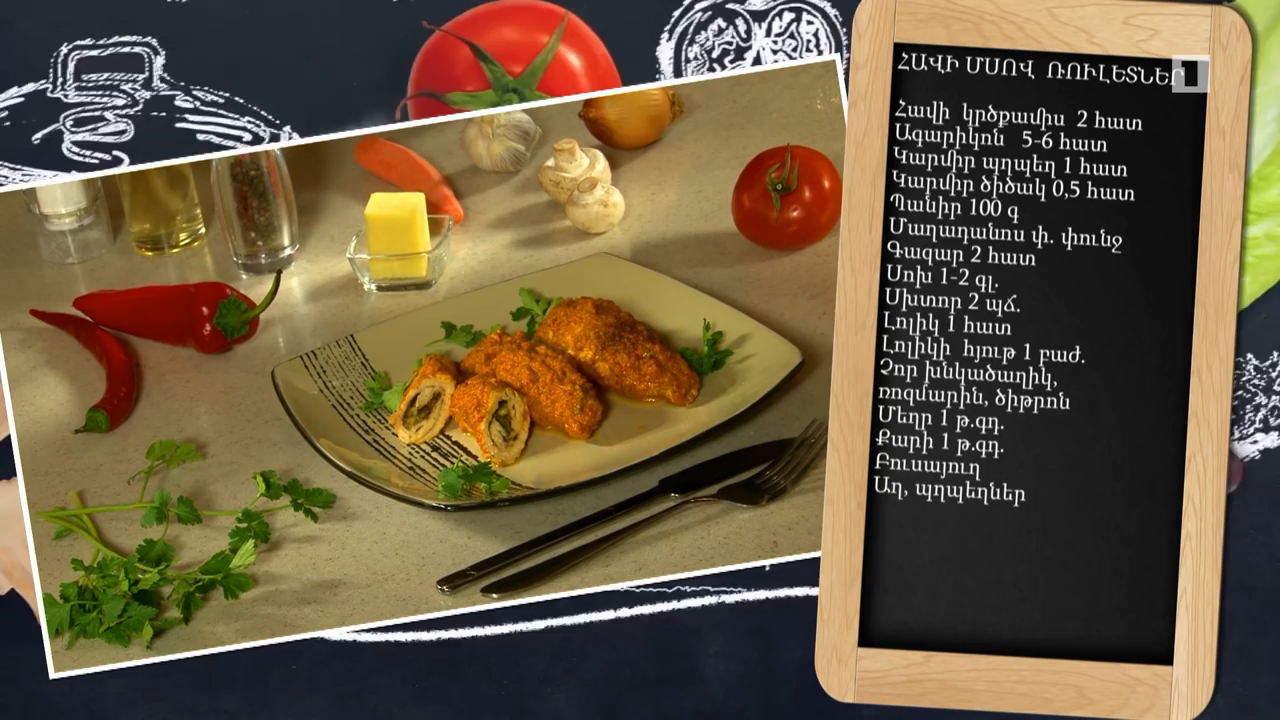 ՀԱՎԻ ՄՍՈՎ ՌՈՒԼԵՏՆԵՐ
Հավի կրծքամիս 2 հատ
Ագարիկոն 5-6 հատ
Կարմիր պղպեղ 1 հատ
Կարմիր ծիծակ 0,5 հատ
Պանիր 100 գ
Մաղադանոս փ. փունջ
Գազար 2 հատ
Սոխ 1-2 գլ.
Սխտոր 2 պճ.
Լոլիկ 1 հատ
Լոլիկի հյութ 1 բաժ.
Չոր խնկածաղիկ,
ռոզմարին, ծիթրոն
Մեղր 1 թ.գդ.
Քարի 1 թ.գդ.
Բուսայուղ
Աղ, պղպեղներ